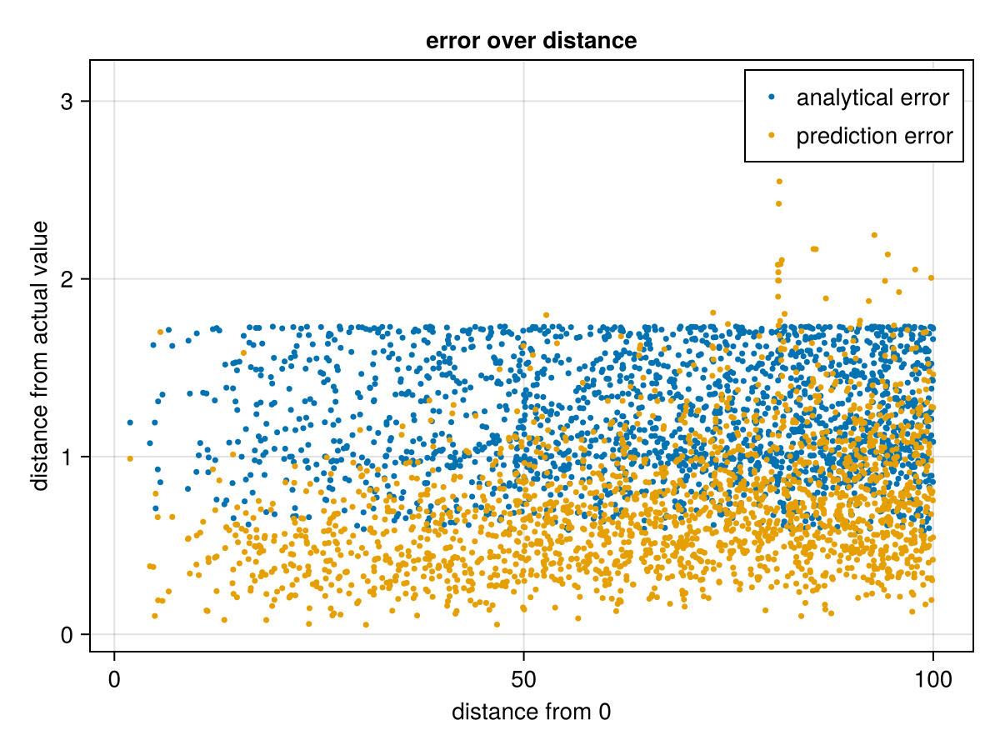 error over distance
analytical error
prediction error
3
2
1
0
distance from actual value
0
50
100
distance from 0